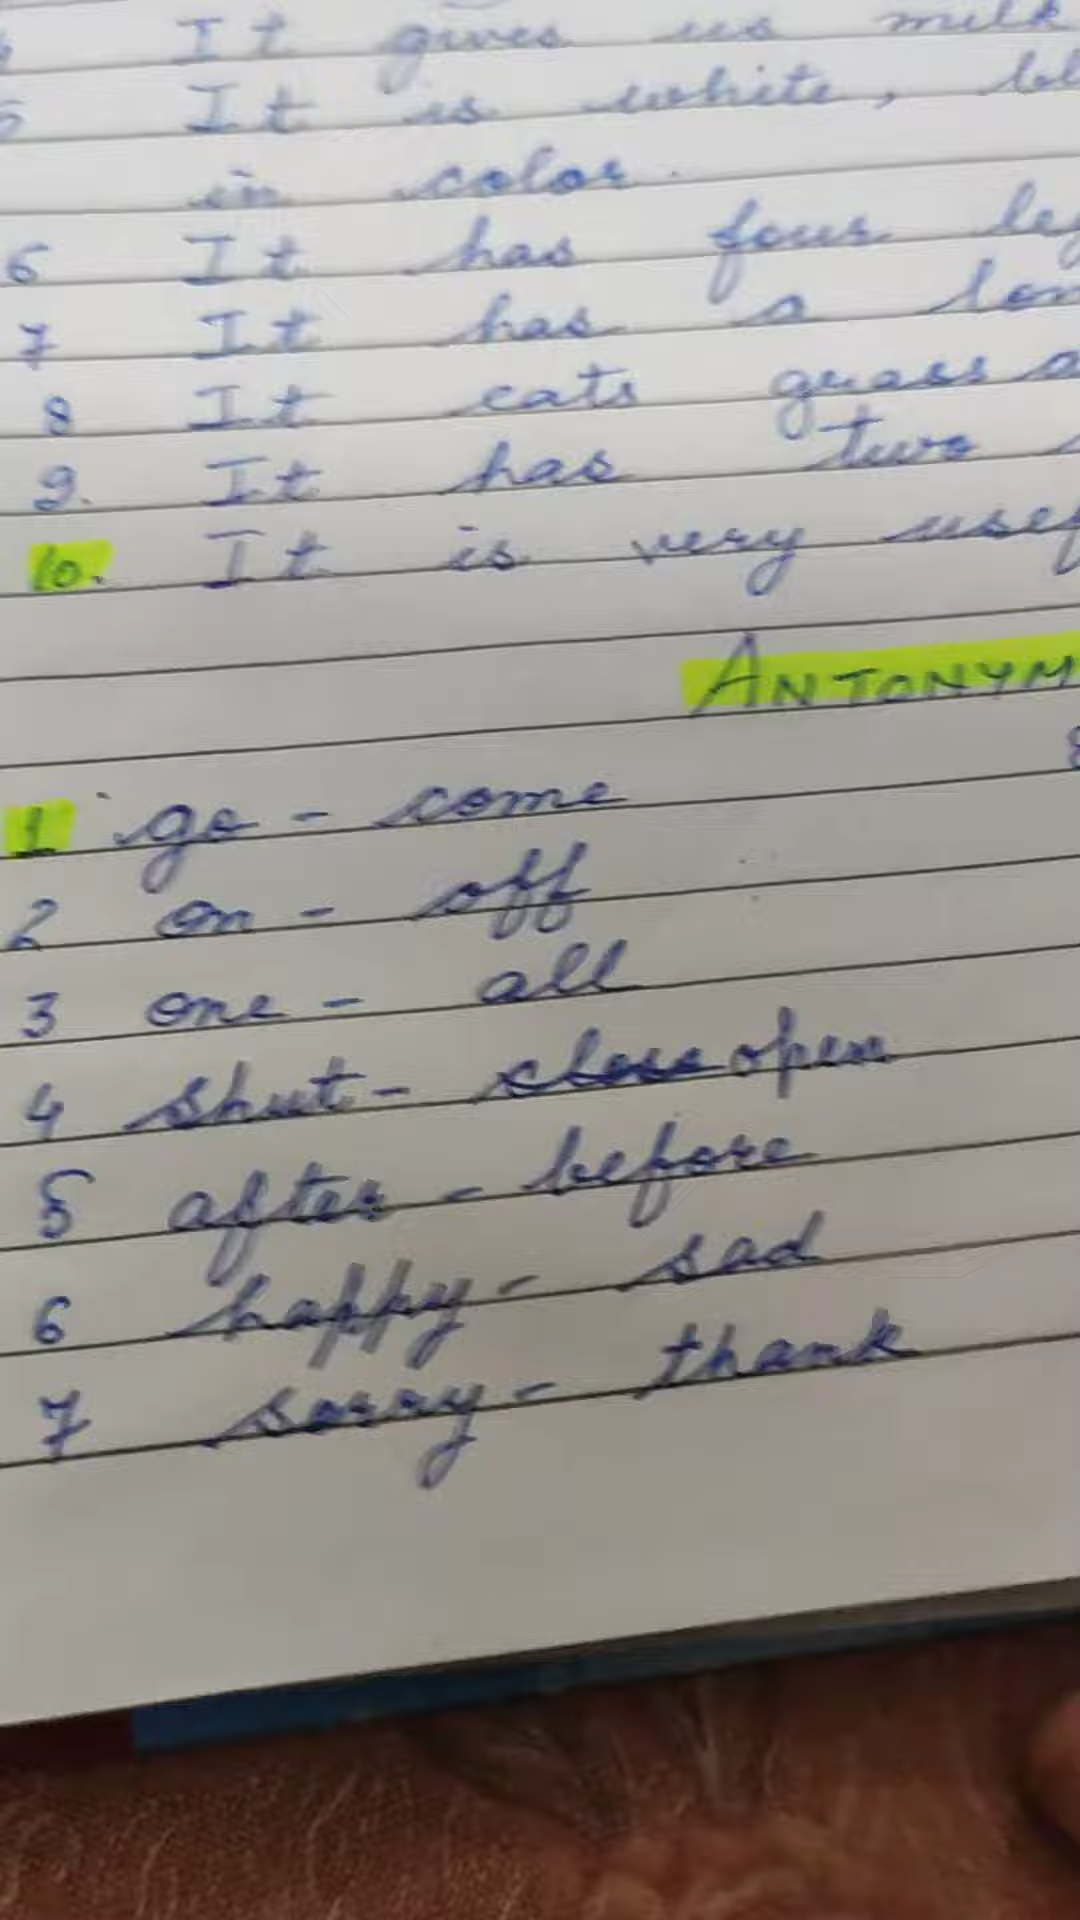 It gives us milk
5 It is white,
in color.
6 It has four
7 It has a
8 It eats grass
9. It has two
10. It is very
ANTONYM
1 go - come
2 on - off
3 one - all
4 shut - close open
5 after - before
6 happy - sad
7 sorry - thank